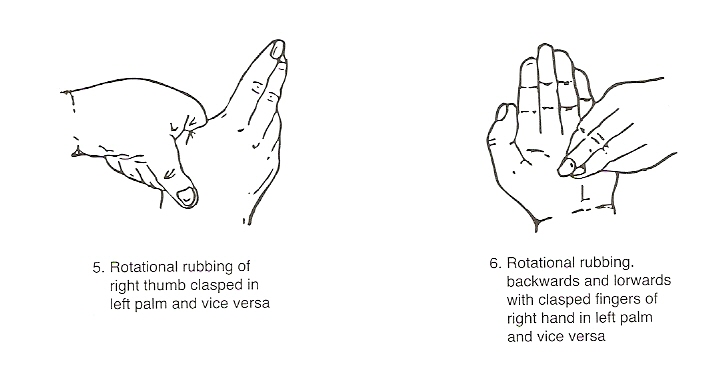 5. Rotational rubbing of
right thumb clasped in
left palm and vice versa
6. Rotational rubbing.
backwards and lorwards
with clasped fingers of
right hand in left palm
and vice versa